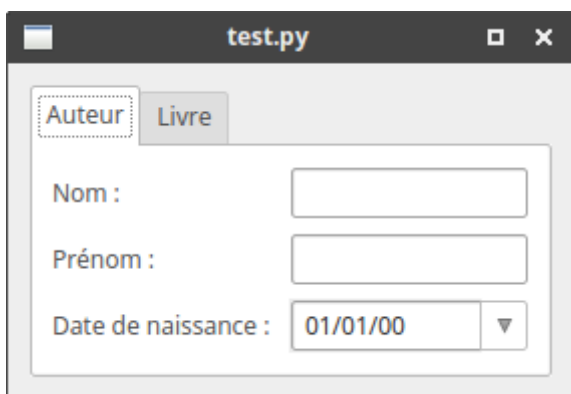 test.py
Auteur Livre
Nom :
Prénom :
Date de naissance : 01/01/00